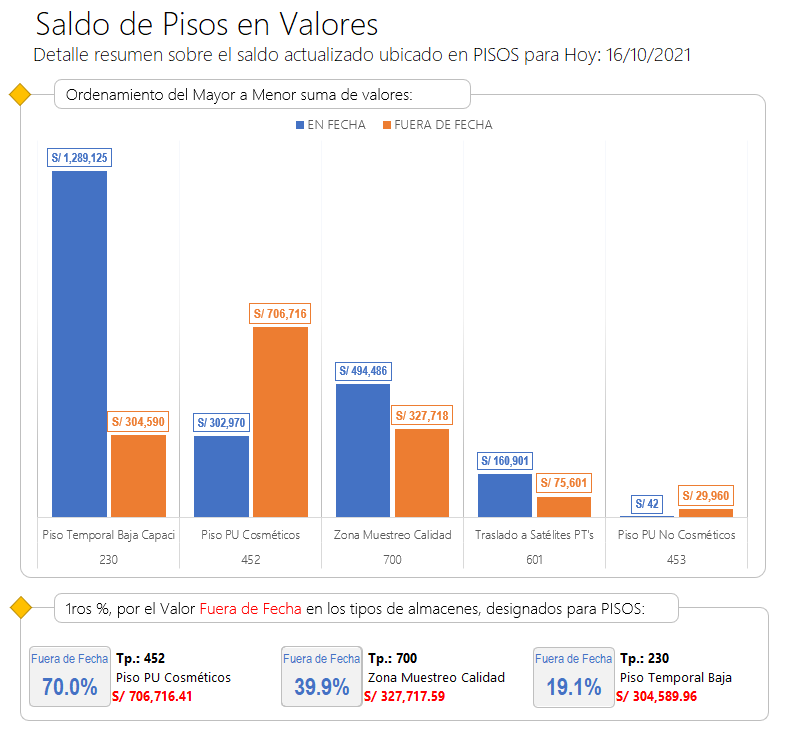 Saldo de Pisos en Valores
Detalle resumen sobre el saldo actualizado ubicado en PISOS para Hoy: 16/10/2021
Ordenamiento del Mayor a Menor suma de valores:
EN FECHA FUERA DE FECHA
S/ 1,289,125
S/ 706,716
S/ 494,486
S/ 304,590 S/ 302,970 S/ 327,718
S/ 160,901
S/ 75,601
S/ 42 S/ 29,960
Piso Temporal Baja Capaci Piso PU Cosméticos Zona Muestreo Calidad Traslado a Satélites PT's Piso PU No Cosméticos
230 452 700 601 453
1ros %, por el Valor Fuera de Fecha en los tipos de almacenes, designados para PISOS:
Fuera de Fecha Tp.: 452 Fuera de Fecha Tp.: 700 Fuera de Fecha Tp.: 230
70.0% Piso PU Cosméticos 39.9% Zona Muestreo Calidad 19.1% Piso Temporal Baja
S/ 706,716.41 S/ 327,717.59 S/ 304,589.96